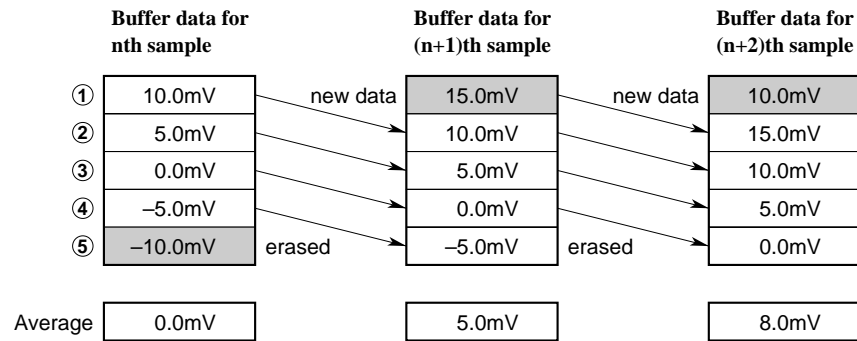 Buffer data for nth sample
Buffer data for (n+1)th sample
Buffer data for (n+2)th sample
① 10.0mV new data 15.0mV new data 10.0mV
② 5.0mV 10.0mV 15.0mV
③ 0.0mV 5.0mV 10.0mV
④ –5.0mV 0.0mV 5.0mV
⑤ –10.0mV erased –5.0mV erased 0.0mV
Average 0.0mV 5.0mV 8.0mV